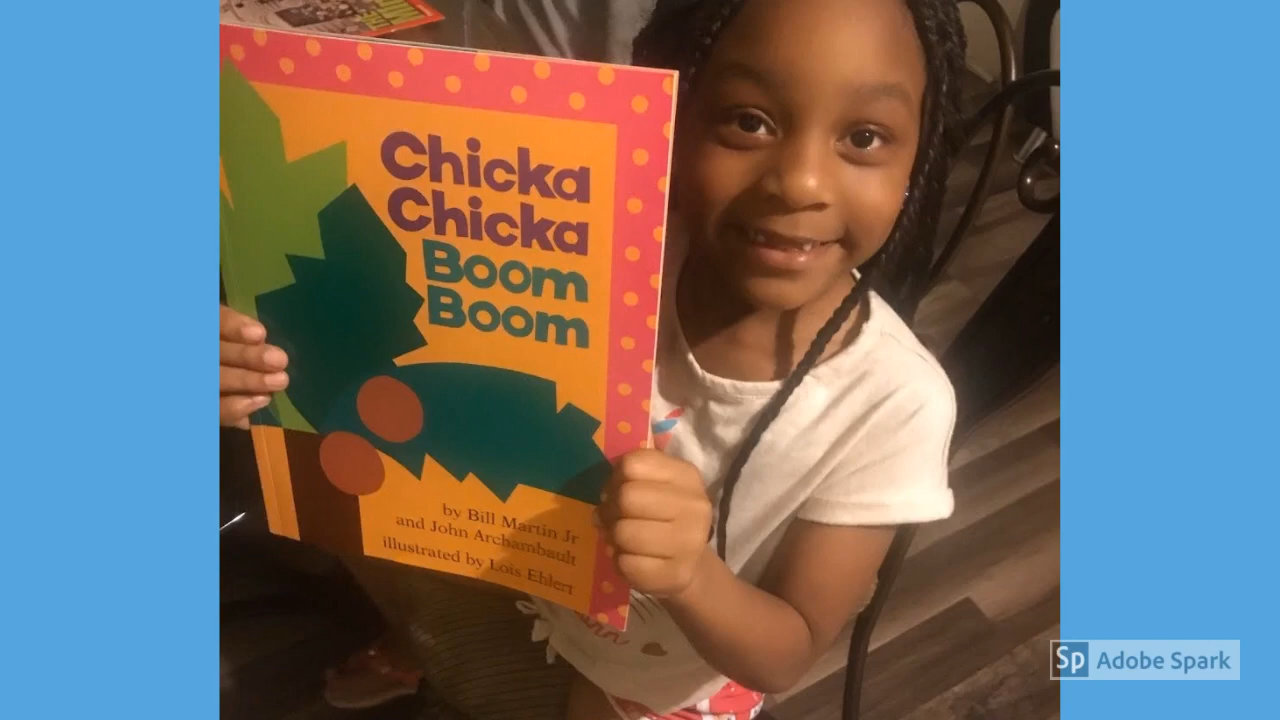 Chicka
Chicka
Boom
Boom
by Bill Martin Jr
and John Archambault
illustrated by Lois Ehlert
Sp Adobe Spark